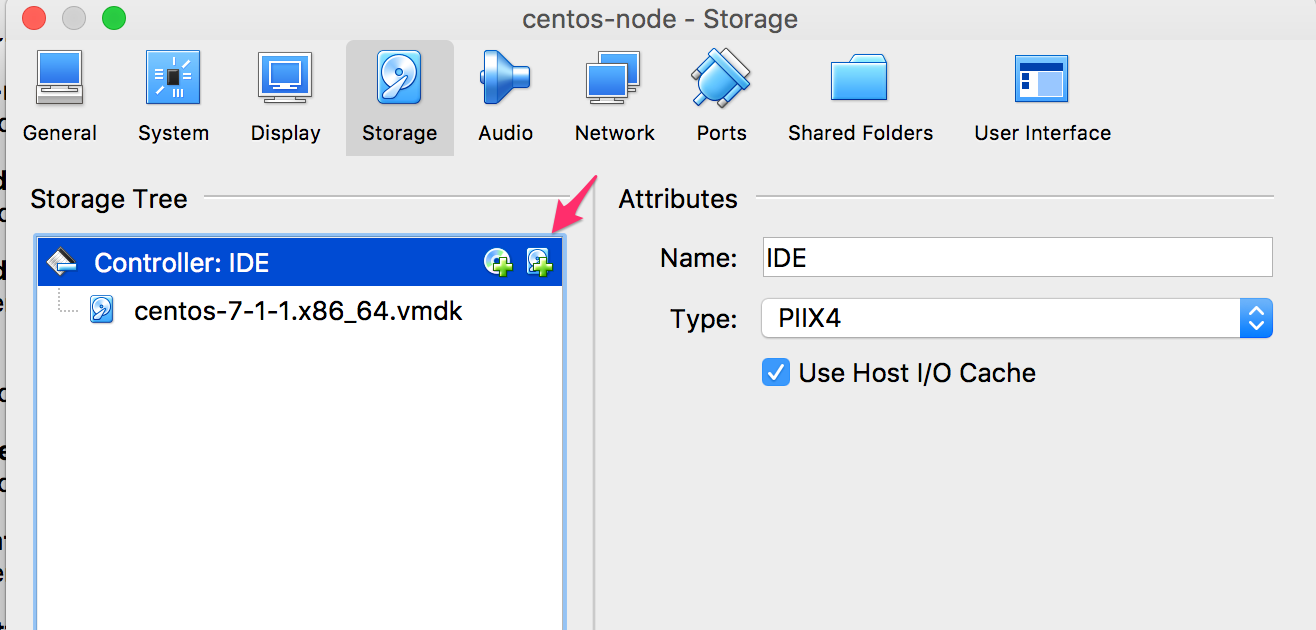 centos-node - Storage
General System Display Storage Audio Network Ports Shared Folders User Interface
Storage Tree
Controller: IDE
centos-7-1-1.x86_64.vmdk
Attributes
Name: IDE
Type: PIIX4
Use Host I/O Cache